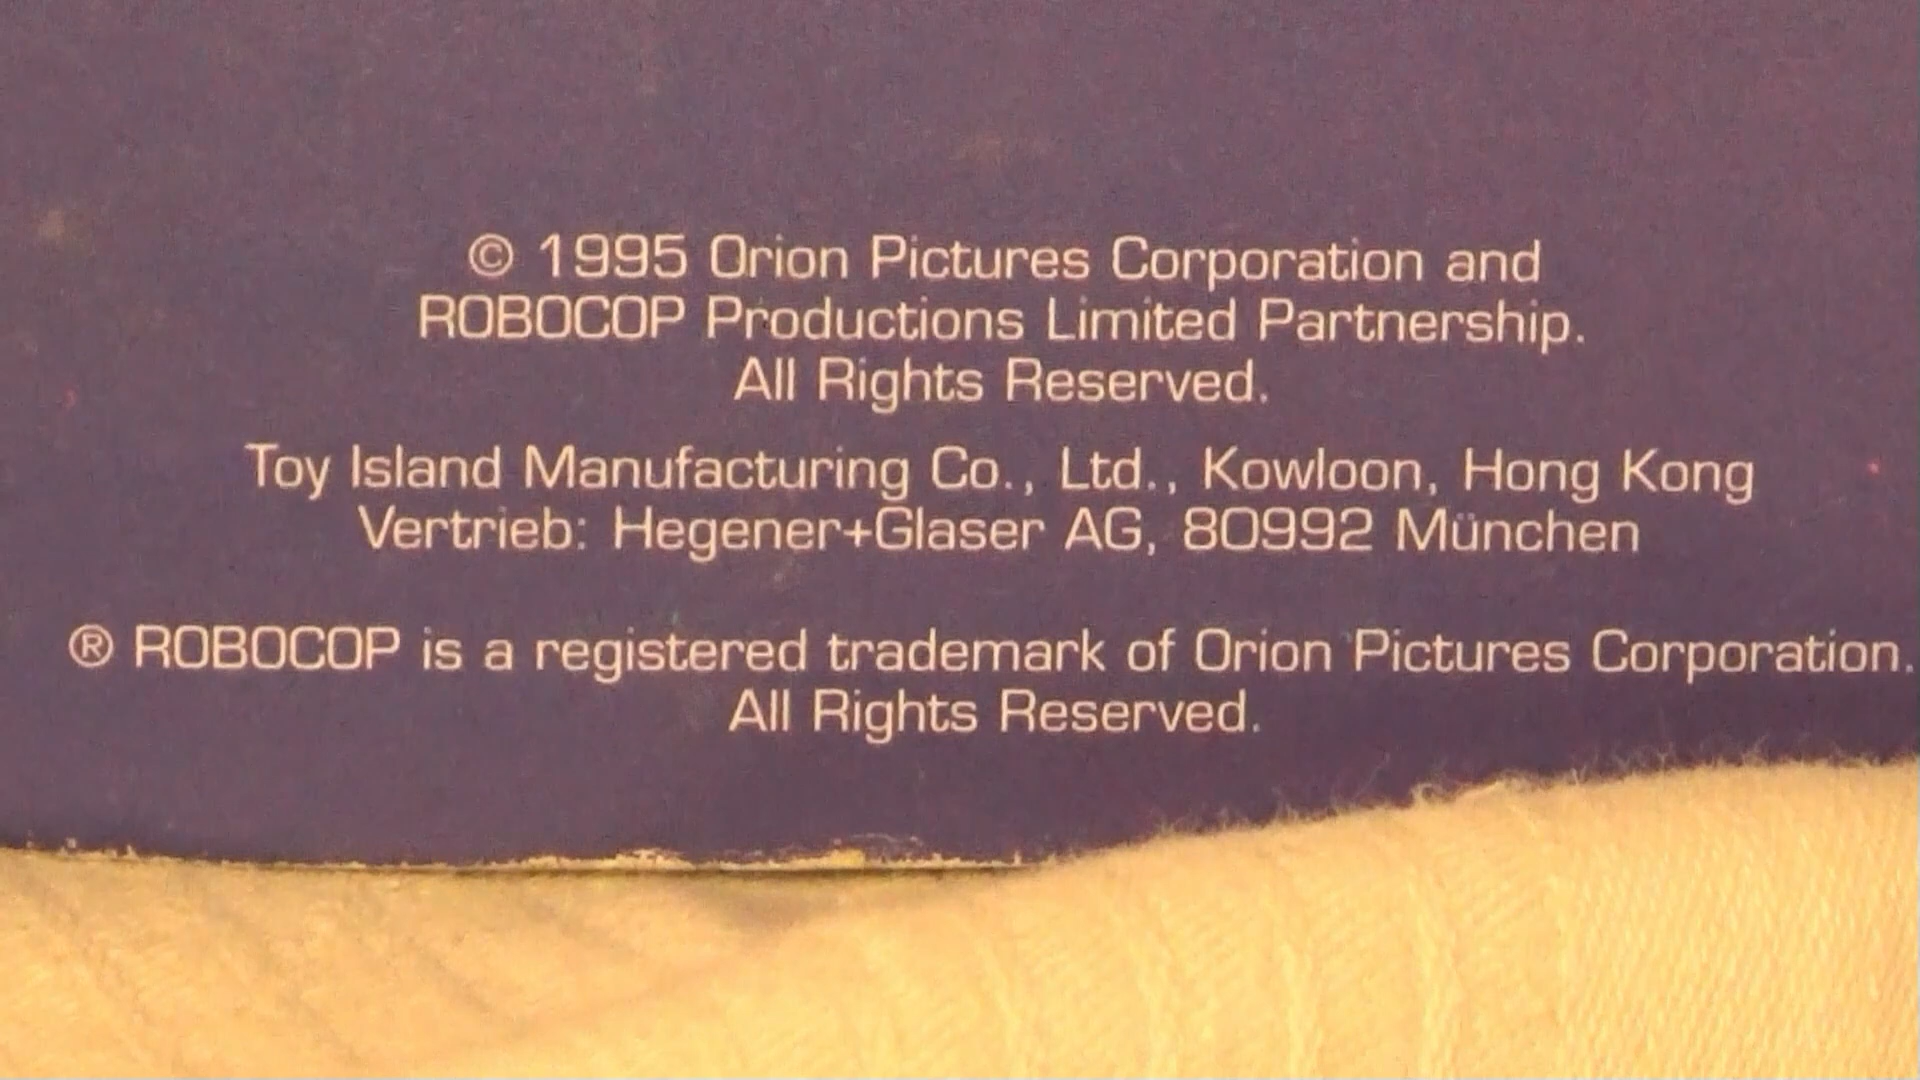 © 1995 Orion Pictures Corporation and
ROBOCOP Productions Limited Partnership.
All Rights Reserved.
Toy Island Manufacturing Co., Ltd., Kowloon, Hong Kong
Vertrieb: Hegener+Glaser AG, 80992 München
® ROBOCOP is a registered trademark of Orion Pictures Corporation.
All Rights Reserved.